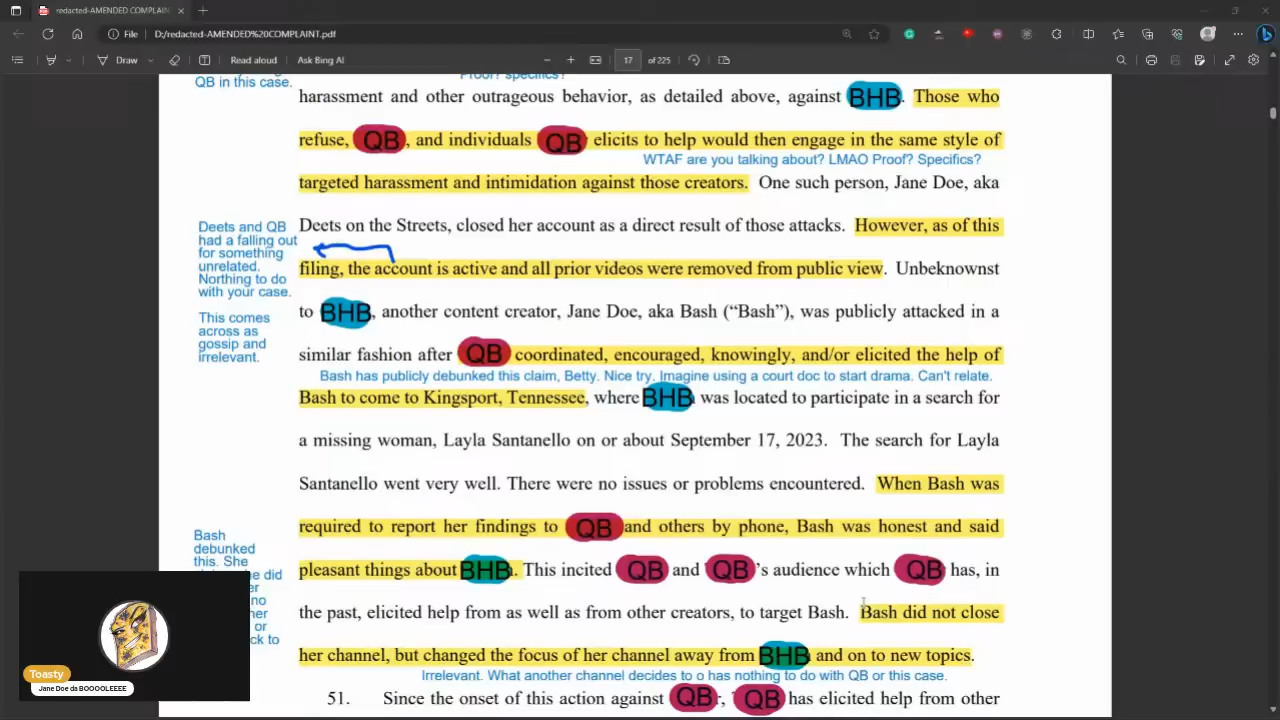 redacted-AMENDED COMPLAINT.pdf
File D:/redacted-AMENDED%20COMPLAINT.pdf
Draw Read aloud Ask Bing AI 17 of 225
QB in this case.
Proof? specifics?
harassment and other outrageous behavior, as detailed above, against BHB. Those who
refuse, QB, and individuals QB elicits to help would then engage in the same style of
WTAF are you talking about? LMAO Proof? Specifics?
targeted harassment and intimidation against those creators. One such person, Jane Doe, aka
Deets on the Streets, closed her account as a direct result of those attacks. However, as of this
filing, the account is active and all prior videos were removed from public view. Unbeknownst
Deets and QB
had a falling out
for something
unrelated.
Northing to do
with your case.
This comes
across as
gossip and
irrelevant.
to BHB, another content creator, Jane Doe, aka Bash (“Bash”), was publicly attacked in a
similar fashion after QB coordinated, encouraged, knowingly, and/or elicited the help of
Bash has publicly debunked this claim, Betty. Nice try. Imagine using a court doc to start drama. Can't relate.
Bash to come to Kingsport, Tennessee, where BHB was located to participate in a search for
a missing woman, Layla Santanello on or about September 17, 2023. The search for Layla
Santanello went very well. There were no issues or problems encountered. When Bash was
required to report her findings to QB and others by phone, Bash was honest and said
pleasant things about BHB. This incited QB and QB's audience which QB has, in
the past, elicited help from as well as from other creators, to target Bash. Bash did not close
her channel, but changed the focus of her channel away from BHB and on to new topics.
Bash
debunked
this. She
did
no
or
to
Irrelevant. What another channel decides to o has nothing to do with QB or this case.
51. Since the onset of this action against QB, QB has elicited help from other
Toasty
Jane Doe da BOOOOLEEEE